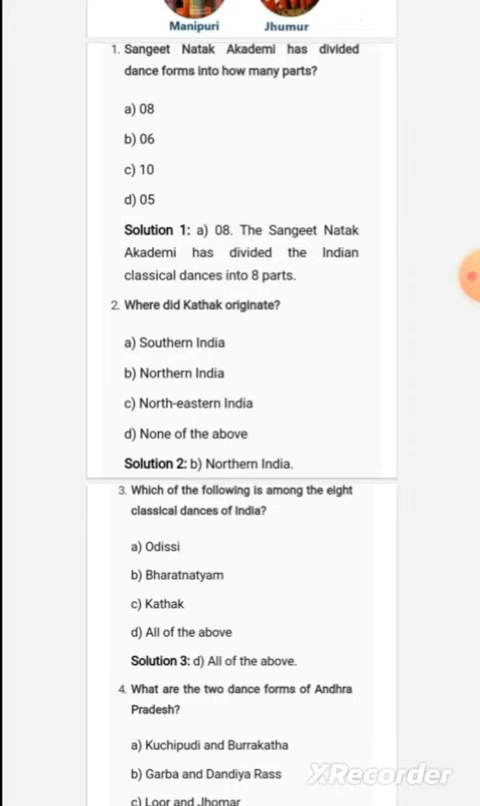 Manipuri Jhumur
1. Sangeet Natak Akademi has divided
dance forms into how many parts?
a) 08
b) 06
c) 10
d) 05
Solution 1: a) 08. The Sangeet Natak
Akademi has divided the Indian
classical dances into 8 parts.
2. Where did Kathak originate?
a) Southern India
b) Northern India
c) North-eastern India
d) None of the above
Solution 2: b) Northern India.
3. Which of the following is among the eight
classical dances of India?
a) Odissi
b) Bharatnatyam
c) Kathak
d) All of the above
Solution 3: d) All of the above.
4. What are the two dance forms of Andhra
Pradesh?
a) Kuchipudi and Burrakatha
b) Garba and Dandiya Rass
XRecorder
c) Loor and Jhomar